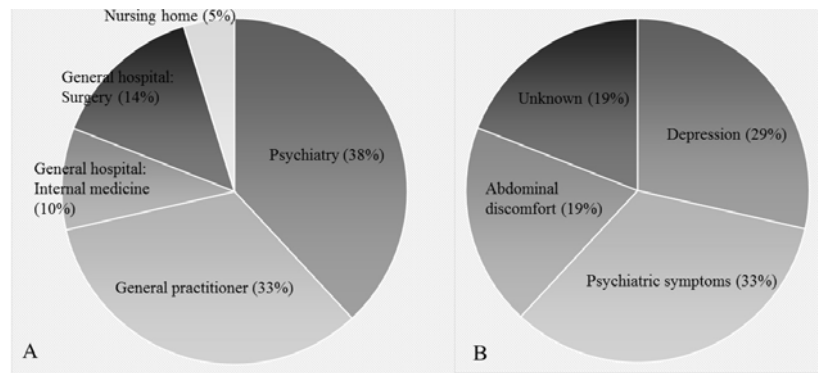 Nursing home (5%)
General hospital:
Surgery (14%)
General hospital:
Internal medicine
(10%)
Psychiatry (38%)
General practitioner (33%)
A
Unknown (19%)
Depression (29%)
Abdominal
discomfort (19%)
Psychiatric symptoms (33%)
B